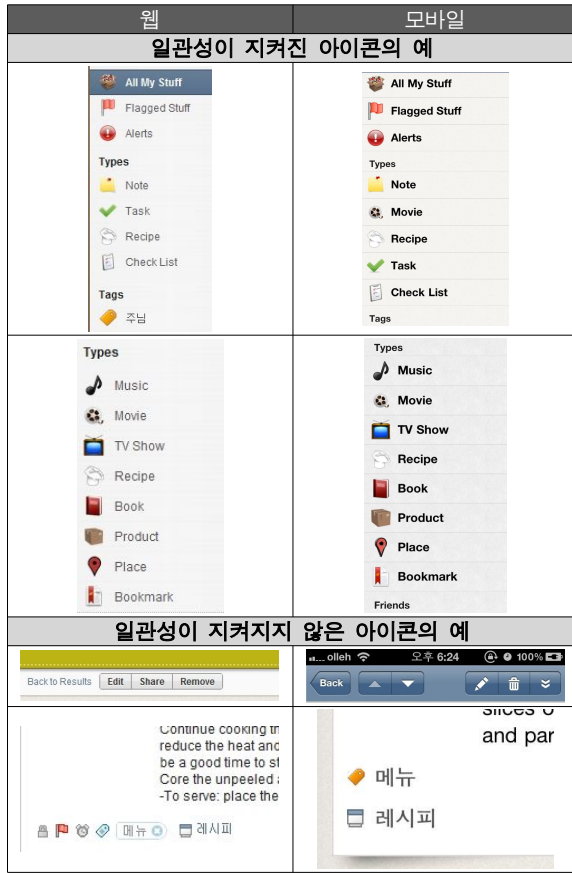 웹
모바일
일관성이 지켜진 아이콘의 예
All My Stuff
Flagged Stuff
Alerts
Types
Note
Task
Recipe
Check List
Tags
주님
All My Stuff
Flagged Stuff
Alerts
Types
Note
Movie
Recipe
Task
Check List
Tags
Types
Music
Movie
TV Show
Recipe
Book
Product
Place
Bookmark
Types
Music
Movie
TV Show
Recipe
Book
Product
Place
Bookmark
Friends
일관성이 지켜지지 않은 아이콘의 예
Back to Results Edit Share Remove
olleh 오후 6:24 100%
Back
Continue cooking th
reduce the heat and
be a good time to st
Core the unpeeled
-To serve: place the
메뉴 레시피
slices o
and par
메뉴
레시피